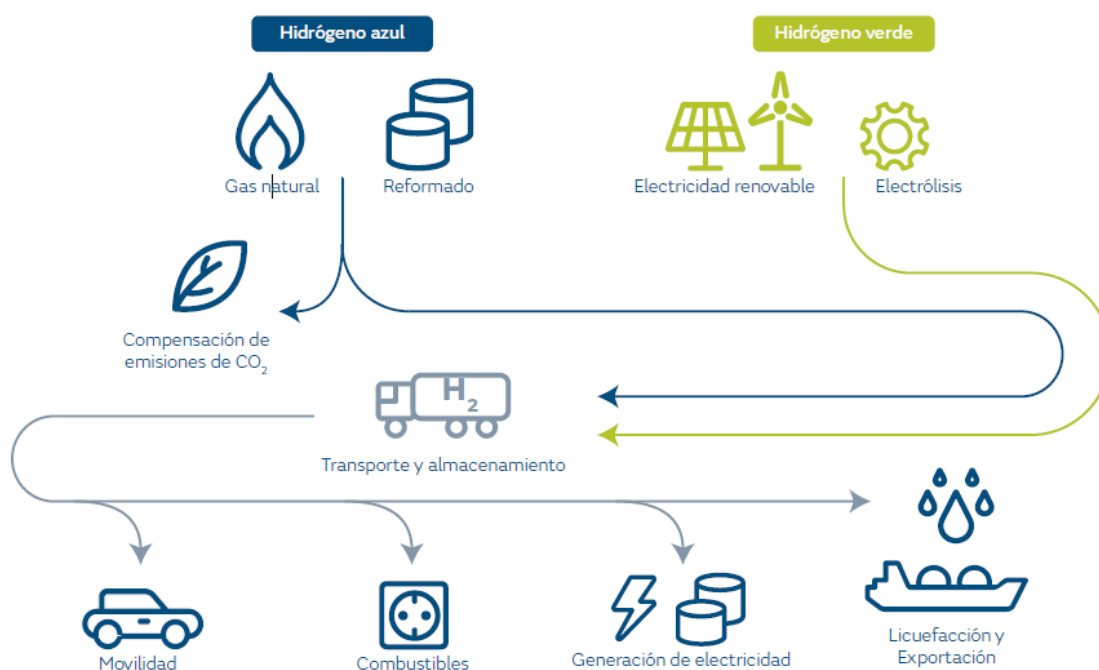 Hidrógeno azul
Hidrógeno verde
Gas natural
Reformado
Electricidad renovable
Electrólisis
Compensación de
emisiones de CO₂
H₂
Transporte y almacenamiento
Movilidad
Combustibles
Generación de electricidad
Licuefacción y
Exportación